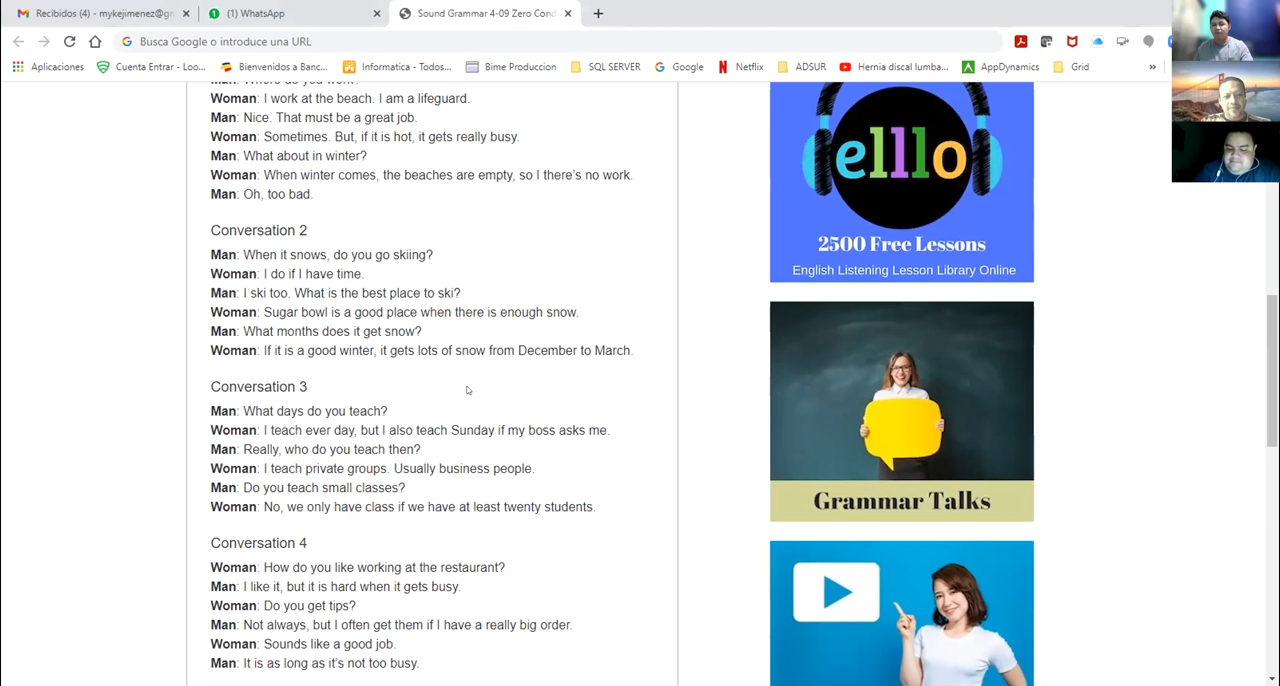 Recibidos (4) - mykejimenez@gm
(1) WhatsApp
Sound Grammar 4-09 Zero Cond
Busca Google o introduce una URL
Aplicaciones
Cuenta Entrar - Loo...
Bienvenidos a Banc...
Informatica - Todos...
Bime Produccion
SQL SERVER
Google
Netflix
ADSUR
Hernia discal lumba...
AppDynamics
Grid
»
Woman: I work at the beach. I am a lifeguard.
Man: Nice. That must be a great job.
Woman: Sometimes. But, if it is hot, it gets really busy.
Man: What about in winter?
Woman: When winter comes, the beaches are empty, so I there's no work.
Man: Oh, too bad.
Conversation 2
Man: When it snows, do you go skiing?
Woman: I do if I have time.
Man: I ski too. What is the best place to ski?
Woman: Sugar bowl is a good place when there is enough snow.
Man: What months does it get snow?
Woman: If it is a good winter, it gets lots of snow from December to March.
Conversation 3
Man: What days do you teach?
Woman: I teach ever day, but I also teach Sunday if my boss asks me.
Man: Really, who do you teach then?
Woman: I teach private groups. Usually business people.
Man: Do you teach small classes?
Woman: No, we only have class if we have at least twenty students.
Conversation 4
Woman: How do you like working at the restaurant?
Man: I like it, but it is hard when it gets busy.
Woman: Do you get tips?
Man: Not always, but I often get them if I have a really big order.
Woman: Sounds like a good job.
Man: It is as long as it's not too busy.
elllo
2500 Free Lessons
English Listening Lesson Library Online
Grammar Talks